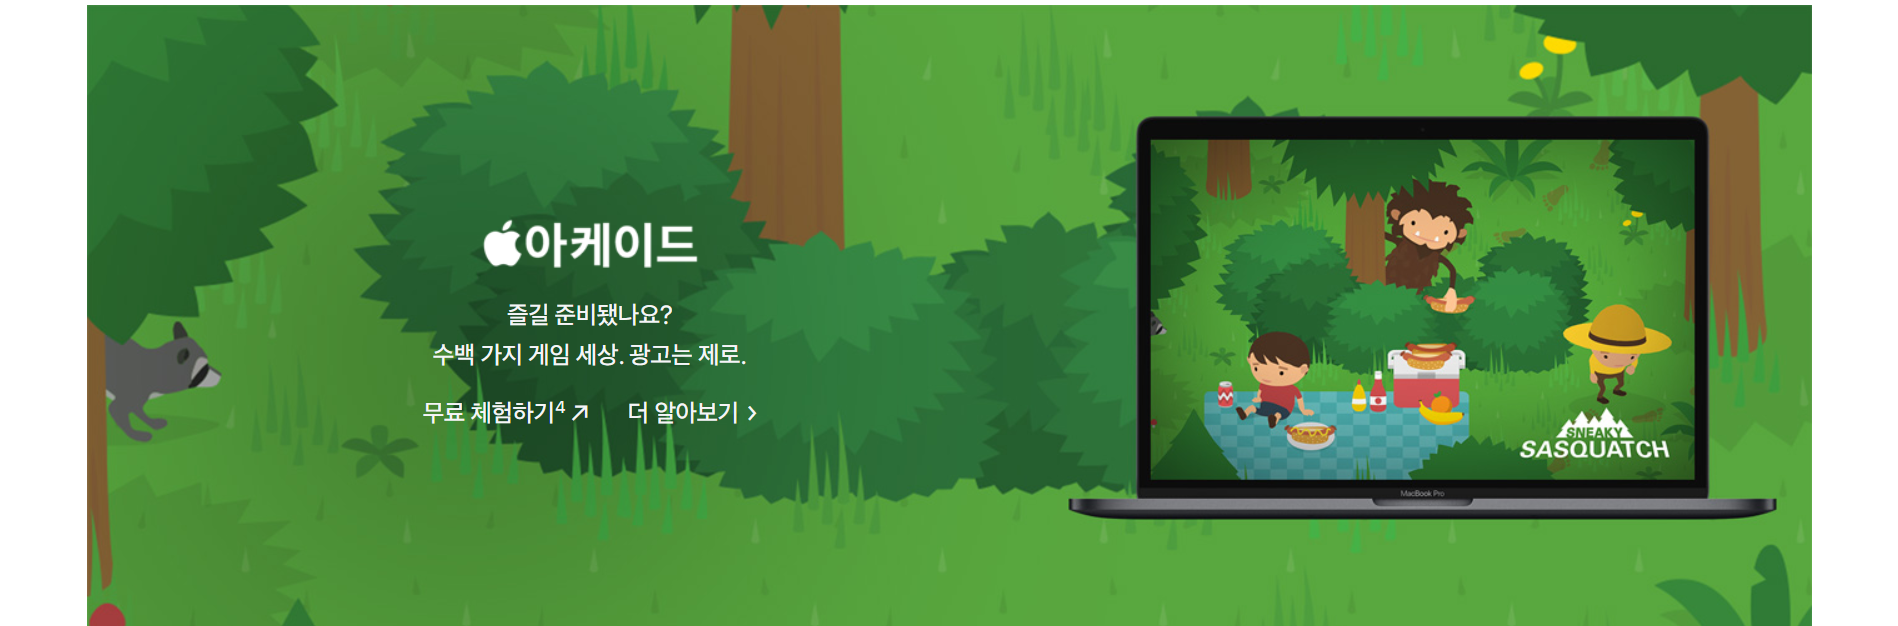 아케이드
즐길 준비됐나요?
수백 가지 게임 세상. 광고는 제로.
무료 체험하기4 더 알아보기
SNEAKY
SASQUATCH
MacBook Pro